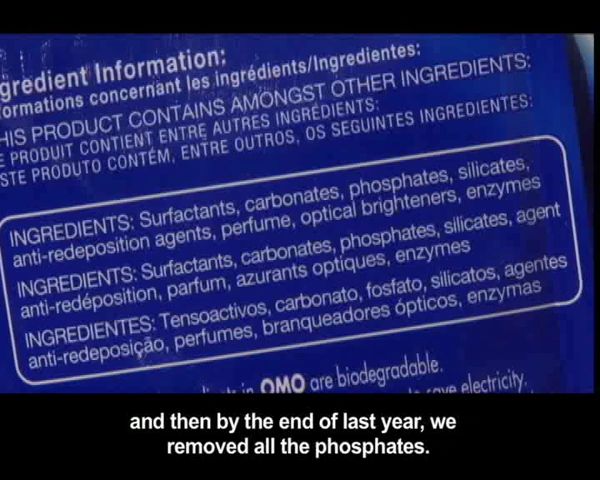 gredient Information:
ormations concernant les ingrédients/Ingredientes:
HIS PRODUCT CONTAINS AMONGST OTHER INGREDIENTS:
E PRODUIT CONTIENT ENTRE AUTRES INGRÉDIENTS:
STE PRODUTO CONTÉM, ENTRE OUTROS, OS SEGUINTES INGREDIENTES:
INGREDIENTS: Surfactants, carbonates, phosphates, silicates,
anti-redeposition agents, perfume, optical brighteners, enzymes
INGREDIENTS: Surfactants, carbonates, phosphates, silicates, agent
anti-redéposition, parfum, azurants optiques, enzymes
INGREDIENTES: Tensoactivos, carbonato, fosfato, silicatos, agentes
anti-redeposição, perfumes, branqueadores ópticos, enzymas
in OMO are biodegradable.
save electricity.
and then by the end of last year, we
removed all the phosphates.